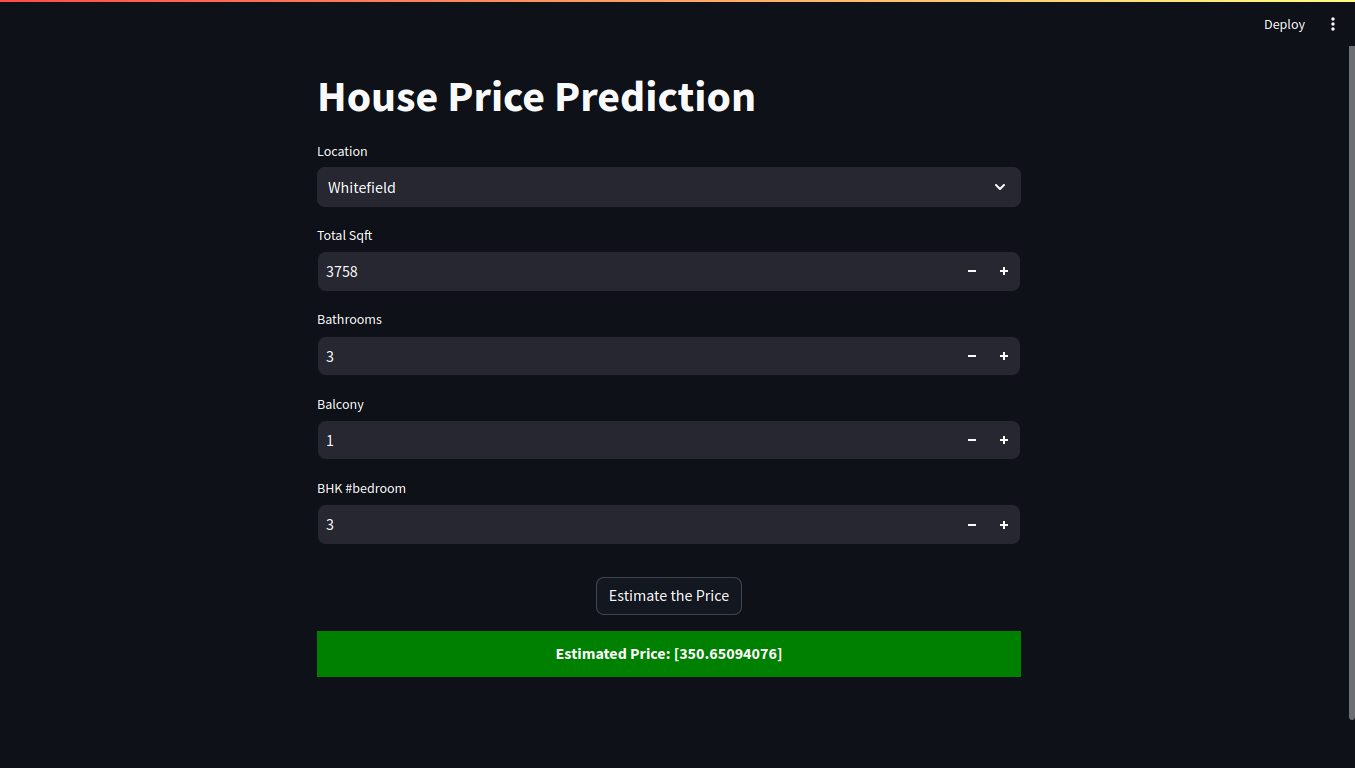 Deploy
House Price Prediction
Location
Whitefield
Total Sqft
3758
Bathrooms
3
Balcony
1
BHK #bedroom
3
Estimate the Price
Estimated Price: [350.65094076]